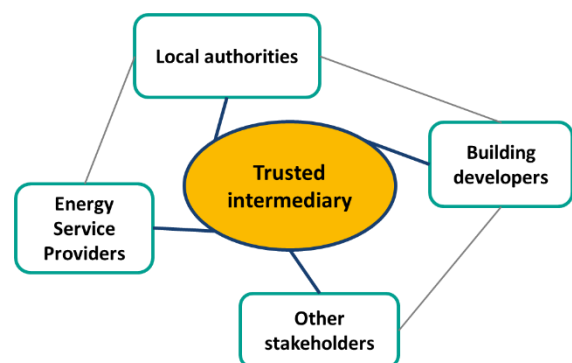 Local authorities
Trusted
intermediary
Building
developers
Energy
Service
Providers
Other
stakeholders